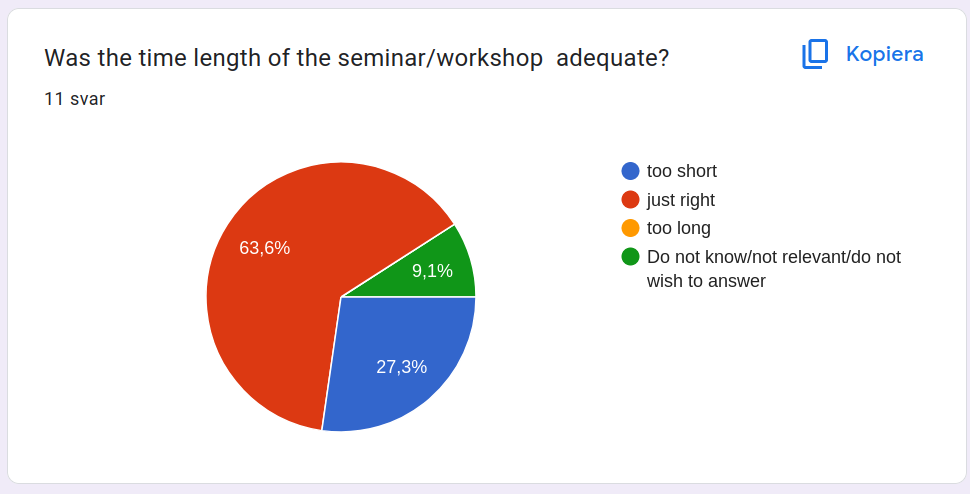 Was the time length of the seminar/workshop  adequate?
Kopiera
11 svar
63,6%
9,1%
27,3%
too short
just right
too long
Do not know/not relevant/do not
wish to answer